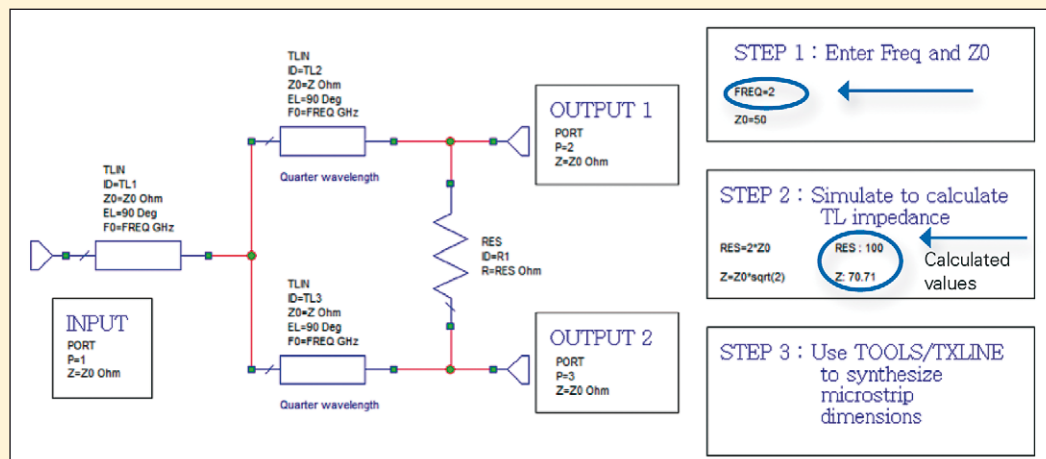 TLIN
ID=TL2
Z0=Z Ohm
EL=90 Deg
F0=FREQ GHz
Quarter wavelength
OUTPUT 1
PORT
P=2
Z=Z0 Ohm
TLIN
ID=TL1
Z0=Z0 Ohm
EL=90 Deg
F0=FREQ GHz
RES
ID=R1
R=RES Ohm
INPUT
PORT
P=1
Z=Z0 Ohm
TLIN
ID=TL3
Z0=Z Ohm
EL=90 Deg
F0=FREQ GHz
Quarter wavelength
OUTPUT 2
PORT
P=3
Z=Z0 Ohm
STEP 1 : Enter Freq and Z0
FREQ=2
Z0=50
STEP 2 : Simulate to calculate
TL impedance
RES=2*Z0
RES : 100
Z=Z0*sqrt(2)
Z: 70.71
Calculated
values
STEP 3 : Use TOOLS/TXLINE
to synthesize
microstrip
dimensions